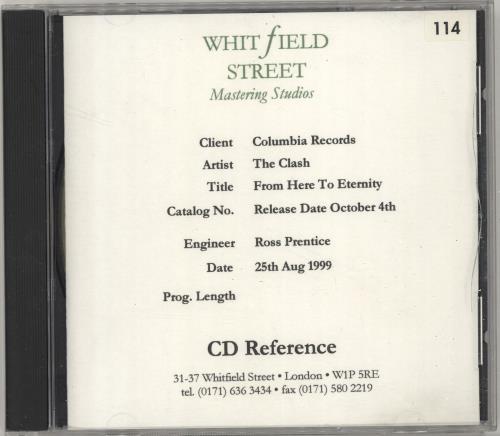 114
WHITfIELD
STREET
Mastering Studios
Client Columbia Records
Artist The Clash
Title From Here To Eternity
Catalog No. Release Date October 4th
Engineer Ross Prentice
Date 25th Aug 1999
Prog. Length
CD Reference
31-37 Whitfield Street • London • W1P 5RE
tel. (0171) 636 3434 • fax (0171) 580 2219